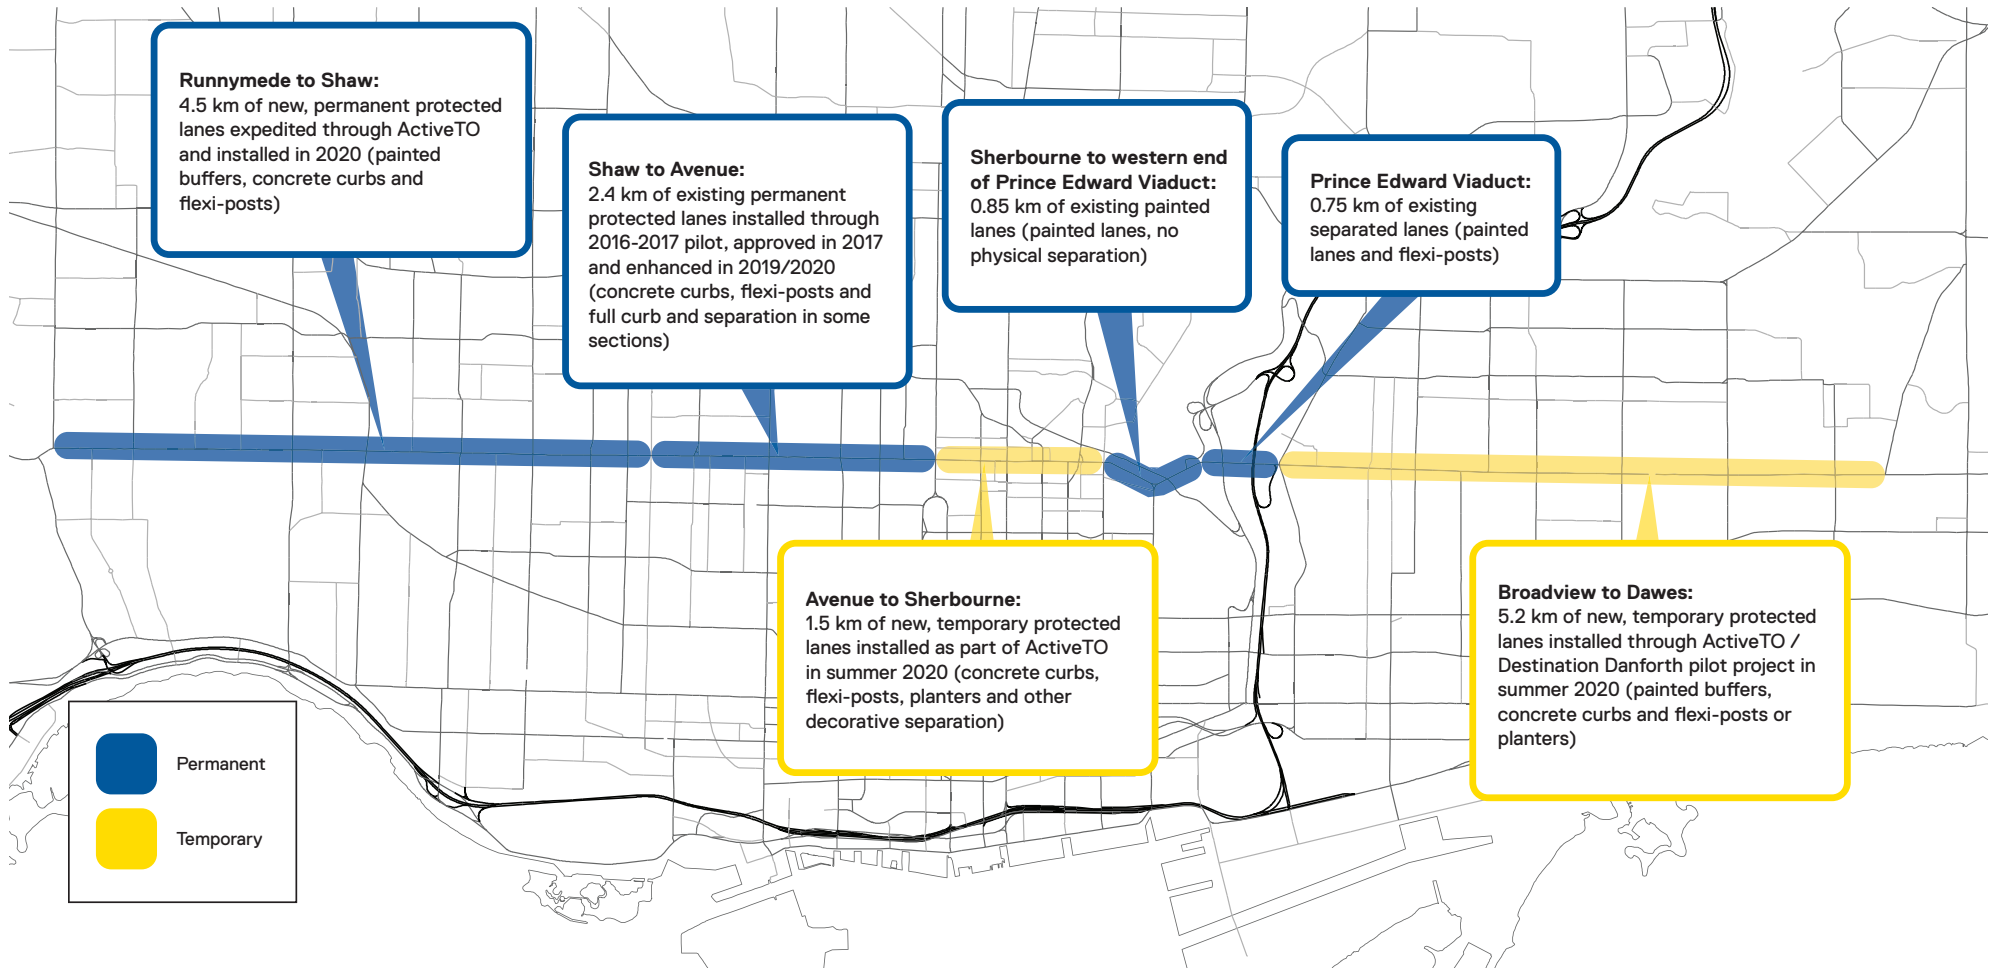 Runnymede to Shaw:
4.5 km of new, permanent protected
lanes expedited through ActiveTO
and installed in 2020 (painted
buffers, concrete curbs and
flexi-posts)
Shaw to Avenue:
2.4 km of existing permanent
protected lanes installed through
2016-2017 pilot, approved in 2017
and enhanced in 2019/2020
(concrete curbs, flexi-posts and
full curb and separation in some
sections)
Sherbourne to western end
of Prince Edward Viaduct:
0.85 km of existing painted
lanes (painted lanes, no
physical separation)
Prince Edward Viaduct:
0.75 km of existing
separated lanes (painted
lanes and flexi-posts)
Avenue to Sherbourne:
1.5 km of new, temporary protected
lanes installed as part of ActiveTO
in summer 2020 (concrete curbs,
flexi-posts, planters and other
decorative separation)
Broadview to Dawes:
5.2 km of new, temporary protected
lanes installed through ActiveTO /
Destination Danforth pilot project in
summer 2020 (painted buffers,
concrete curbs and flexi-posts or
planters)
Permanent
Temporary